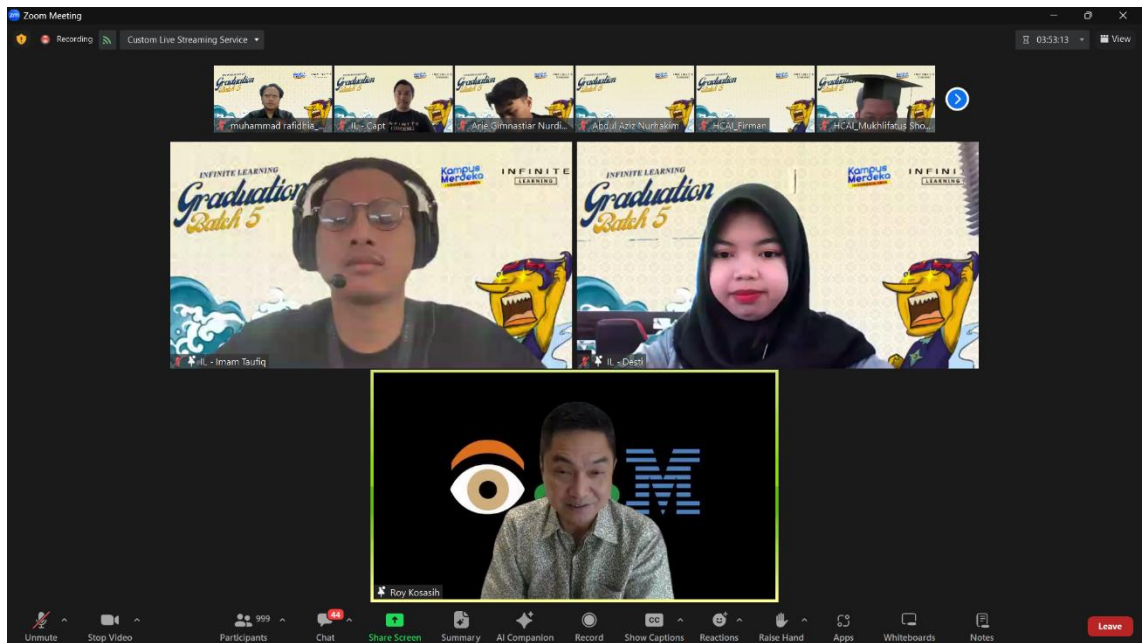 Zoom Meeting
Recording
Custom Live Streaming Service
03:53:13
View
muhammad rafidhia_...
IL - Capt
Arie Gimnastiar Nurdi...
Abdul Aziz Nurhakim
HCAI_Firman
HCAI_Mukhlifatus Sho...
INFINITE LEARNING
Graduation
Batch 5
Kampus
Merdeka
INFINITE
LEARNING
IL - Imam Taufiq
INFINITE LEARNING
Graduation
Batch 5
Kampus
Merdeka
INFINI
LEARNING
IL - Desti
M
Roy Kosasih
Unmute
Stop Video
999
Participants
44
Chat
Share Screen
Summary
AI Companion
Record
CC
Show Captions
Reactions
Raise Hand
Apps
Whiteboards
Notes
Leave